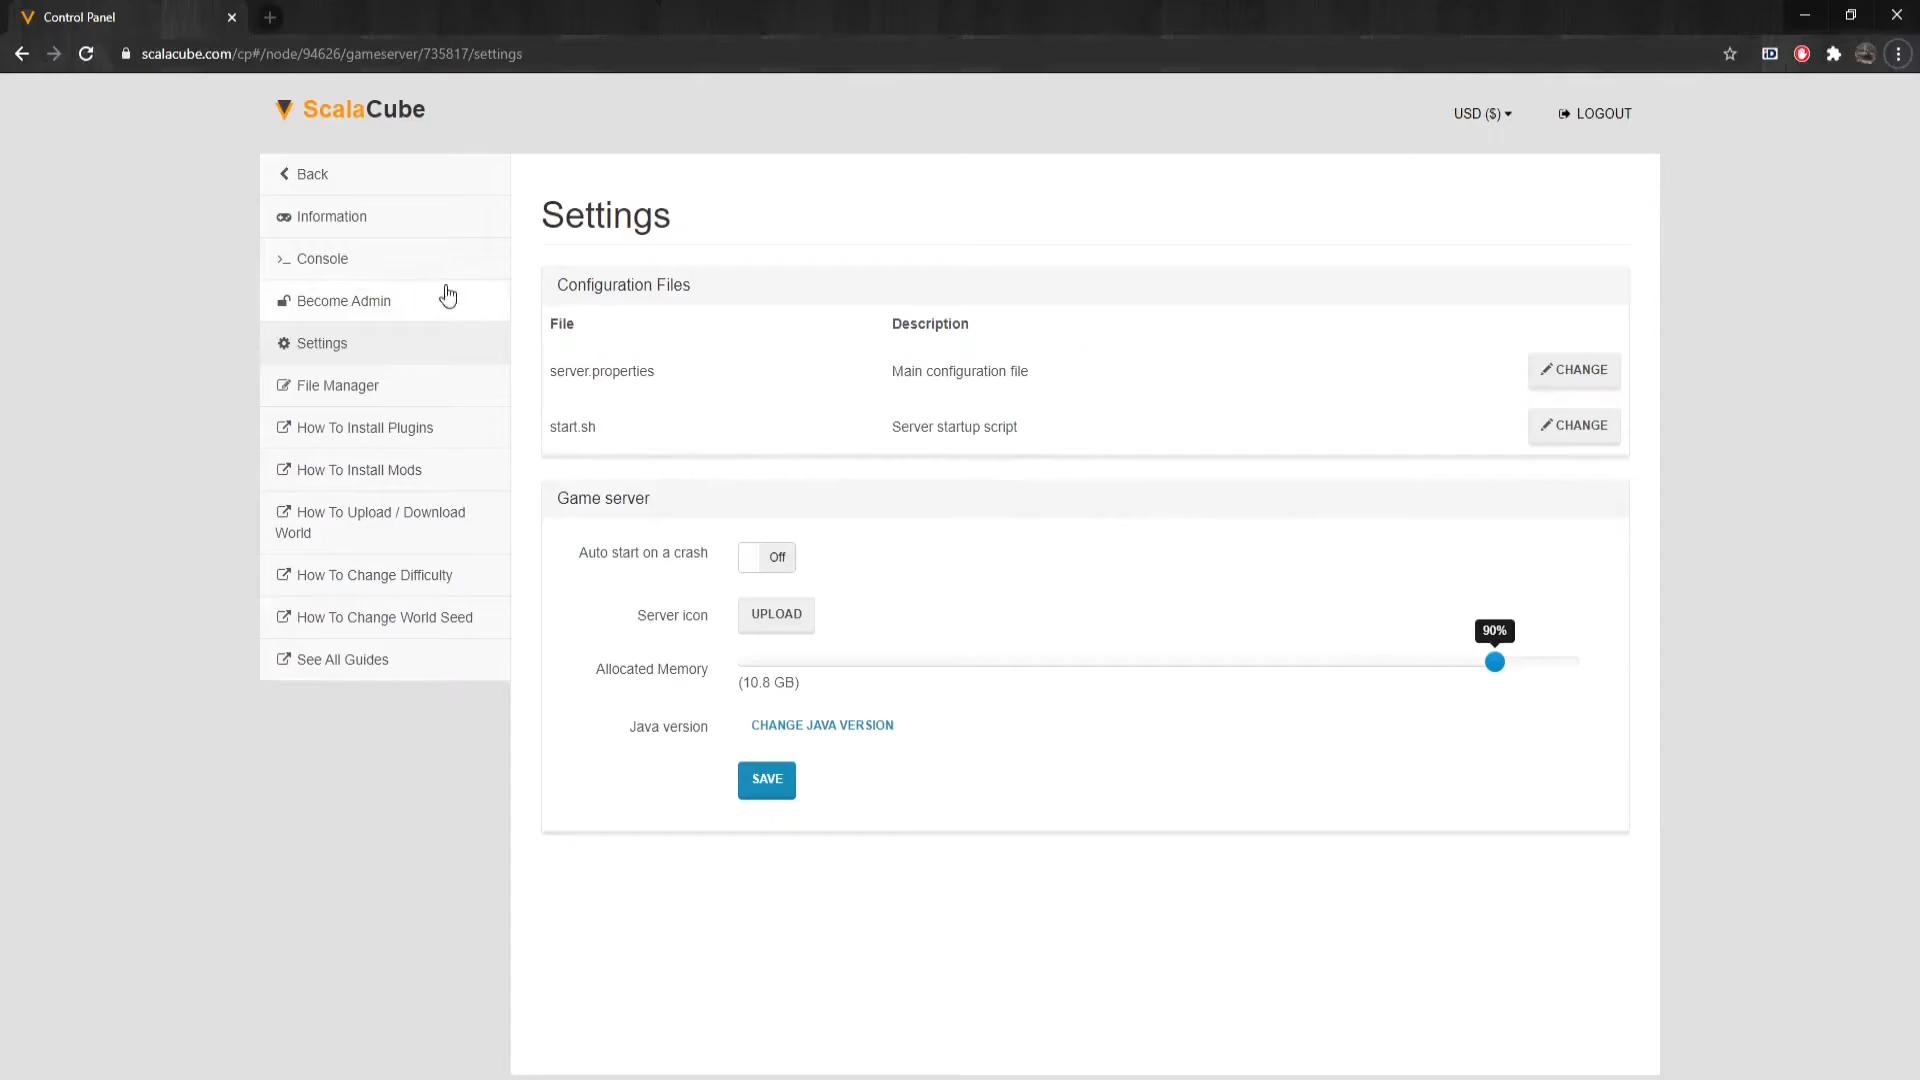 Control Panel
scalacube.com/cp#/node/94626/gameserver/735817/settings
ScalaCube
USD ($)
LOGOUT
Back
Information
Console
Become Admin
Settings
File Manager
How To Install Plugins
How To Install Mods
How To Upload / Download
World
How To Change Difficulty
How To Change World Seed
See All Guides
Settings
Configuration Files
File Description
server.properties Main configuration file CHANGE
start.sh Server startup script CHANGE
Game server
Auto start on a crash Off
Server icon UPLOAD
90%
Allocated Memory
(10.8 GB)
Java version CHANGE JAVA VERSION
SAVE